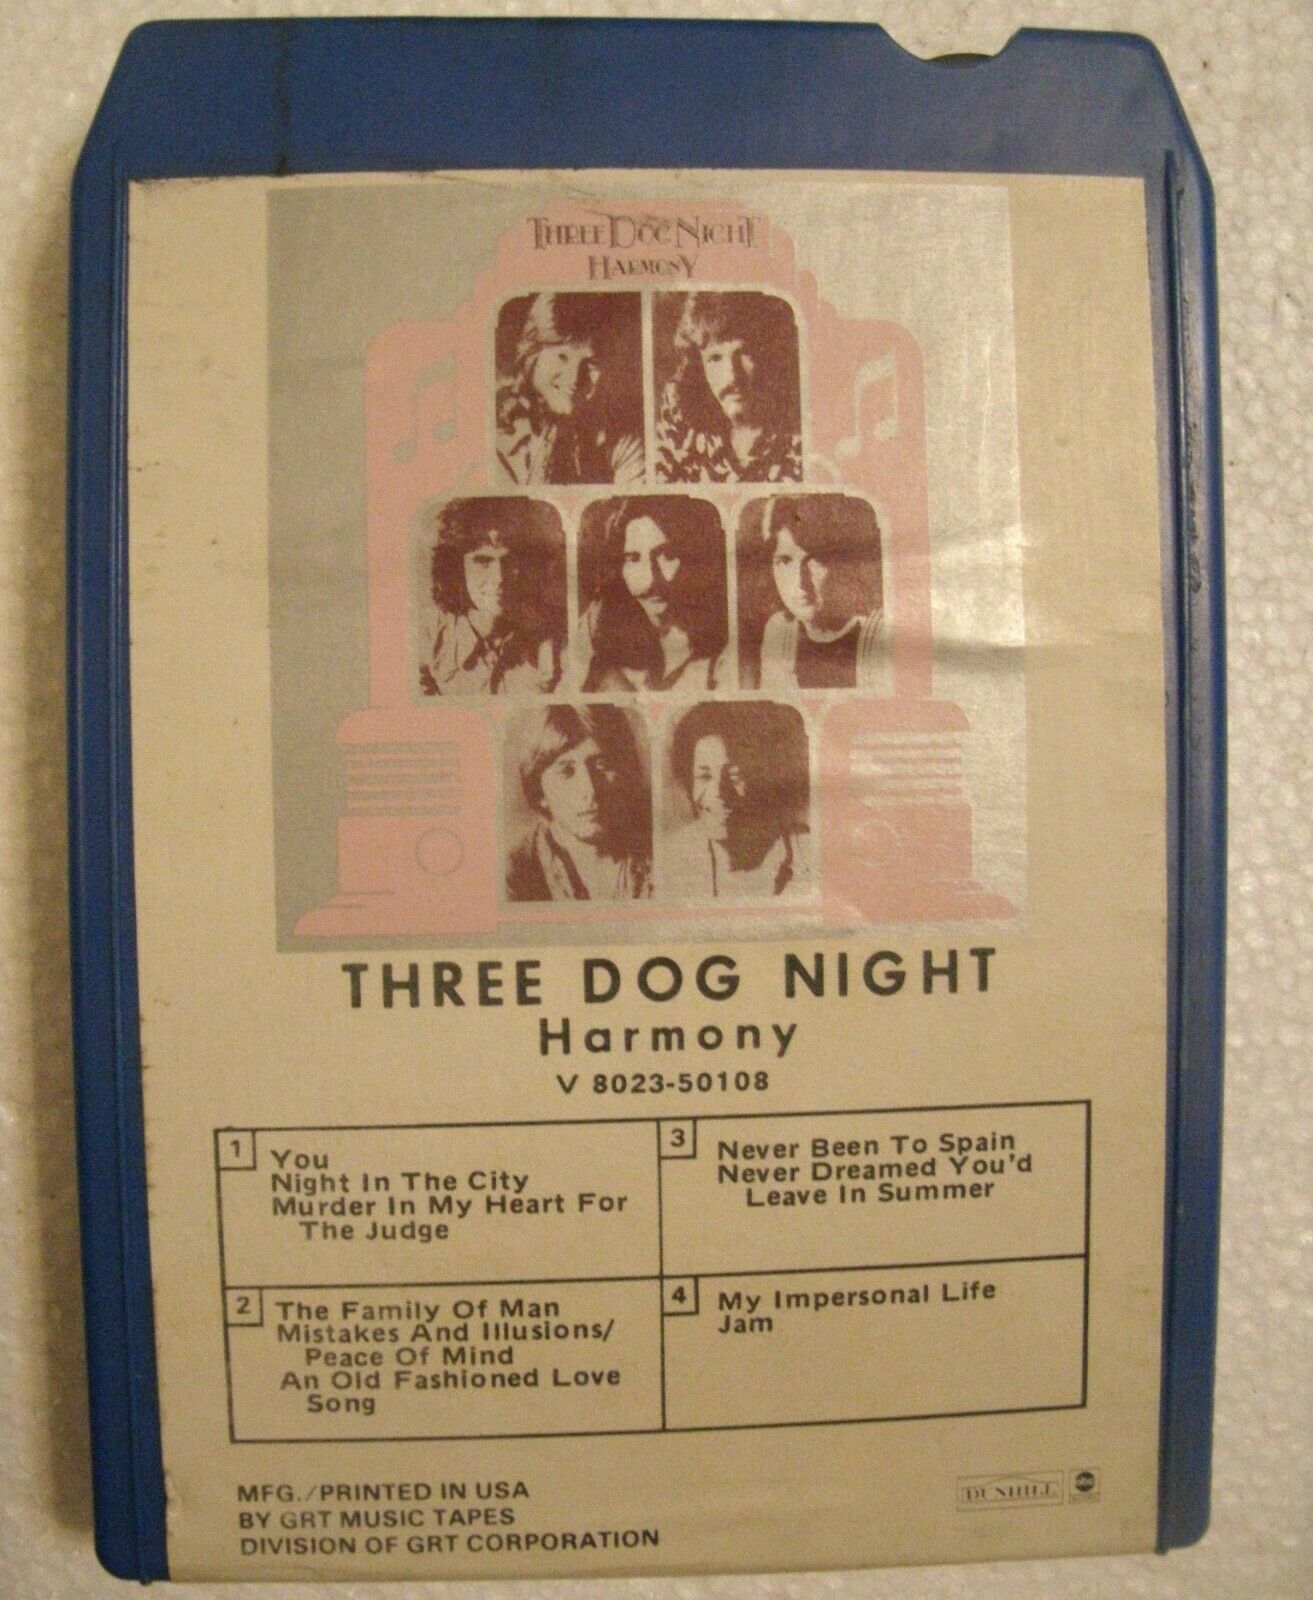 THREE DOG NIGHT
HARMONY
THREE DOG NIGHT
Harmony
V 8023-50108
1
You
Night In The City
Murder In My Heart For
The Judge
2
The Family Of Man
Mistakes And Illusions/
Peace Of Mind
An Old Fashioned Love
Song
3
Never Been To Spain
Never Dreamed You'd
Leave In Summer
4
My Impersonal Life
Jam
MFG./PRINTED IN USA
BY GRT MUSIC TAPES
DIVISION OF GRT CORPORATION
DUNHILL
abc